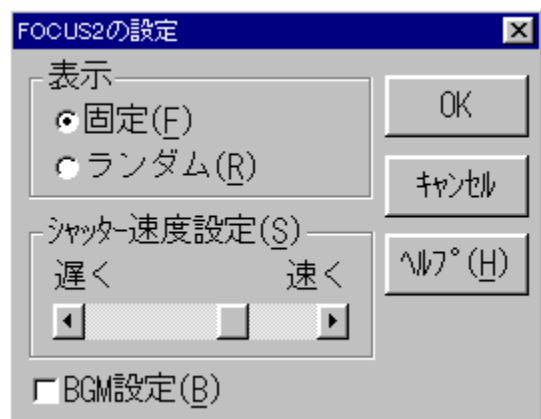 FOCUS2の設定
表示
固定(F)
ランダム(R)
ｼｬｯﾀｰ速度設定(S)
遅く 速く
BGM設定(B)
OK
ｷｬﾝｾﾙ
ﾍﾙﾌﾟ(H)